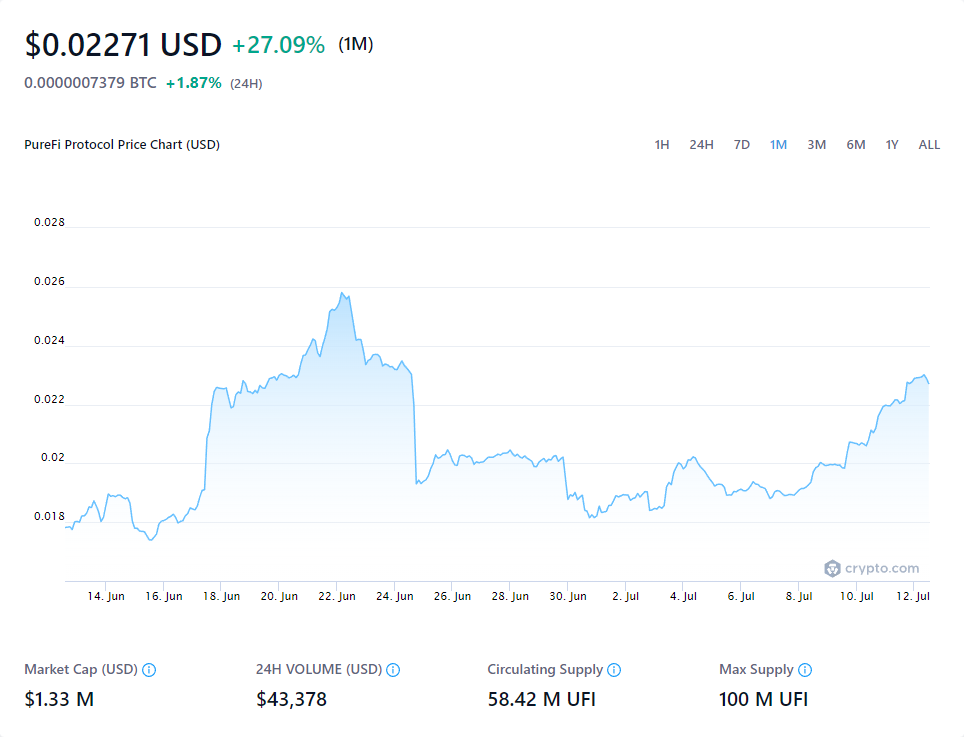 $0.02271 USD +27.09% (1M)
0.0000007379 BTC +1.87% (24H)
PureFi Protocol Price Chart (USD) 1H 24H 7D 1M 3M 6M 1Y ALL
0.028
0.026
0.024
0.022
0.02
0.018
crypto.com
14. Jun 16. Jun 18. Jun 20. Jun 22. Jun 24. Jun 26. Jun 28. Jun 30. Jun 2. Jul 4. Jul 6. Jul 8. Jul 10. Jul 12. Jul
Market Cap (USD) 24H VOLUME (USD) Circulating Supply Max Supply
$1.33 M $43,378 58.42 M UFI 100 M UFI